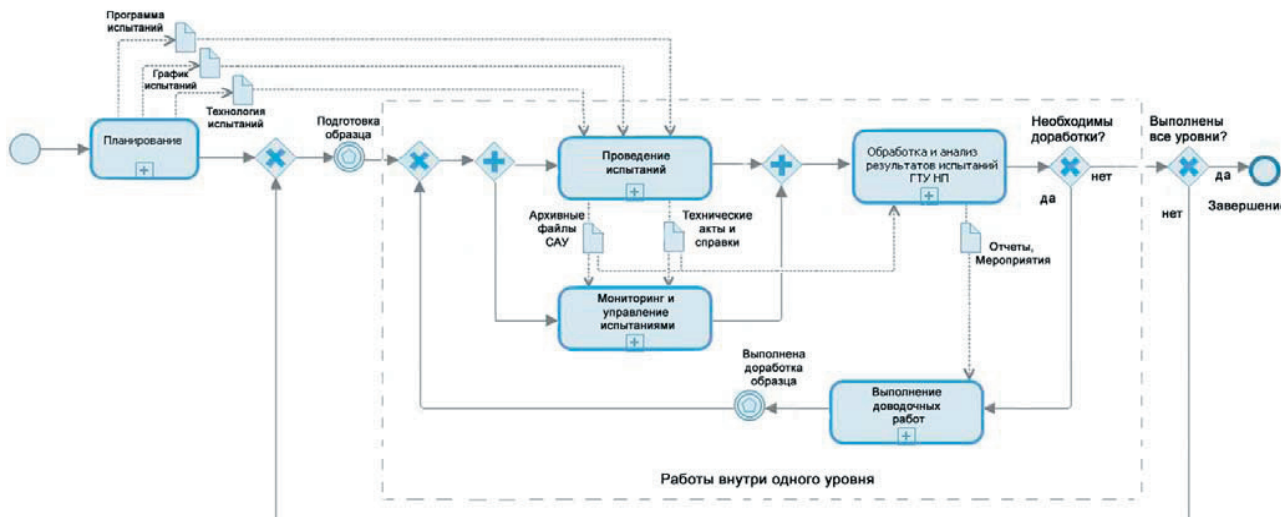 Программа
испытаний
График
испытаний
Технология
испытаний
Планирование
Подготовка
образца
Проведение
испытаний
Архивные
файлы
САУ
Технические
акты и
справки
Мониторинг и
управление
испытаниями
Обработка и анализ
результатов испытаний
ГТУ НП
Необходимы
доработки?
нет
да
Выполнены
все уровни?
да
нет
Завершение
Отчеты,
Мероприятия
Выполнена
доработка
образца
Выполнение
доводочных
работ
Работы внутри одного уровня